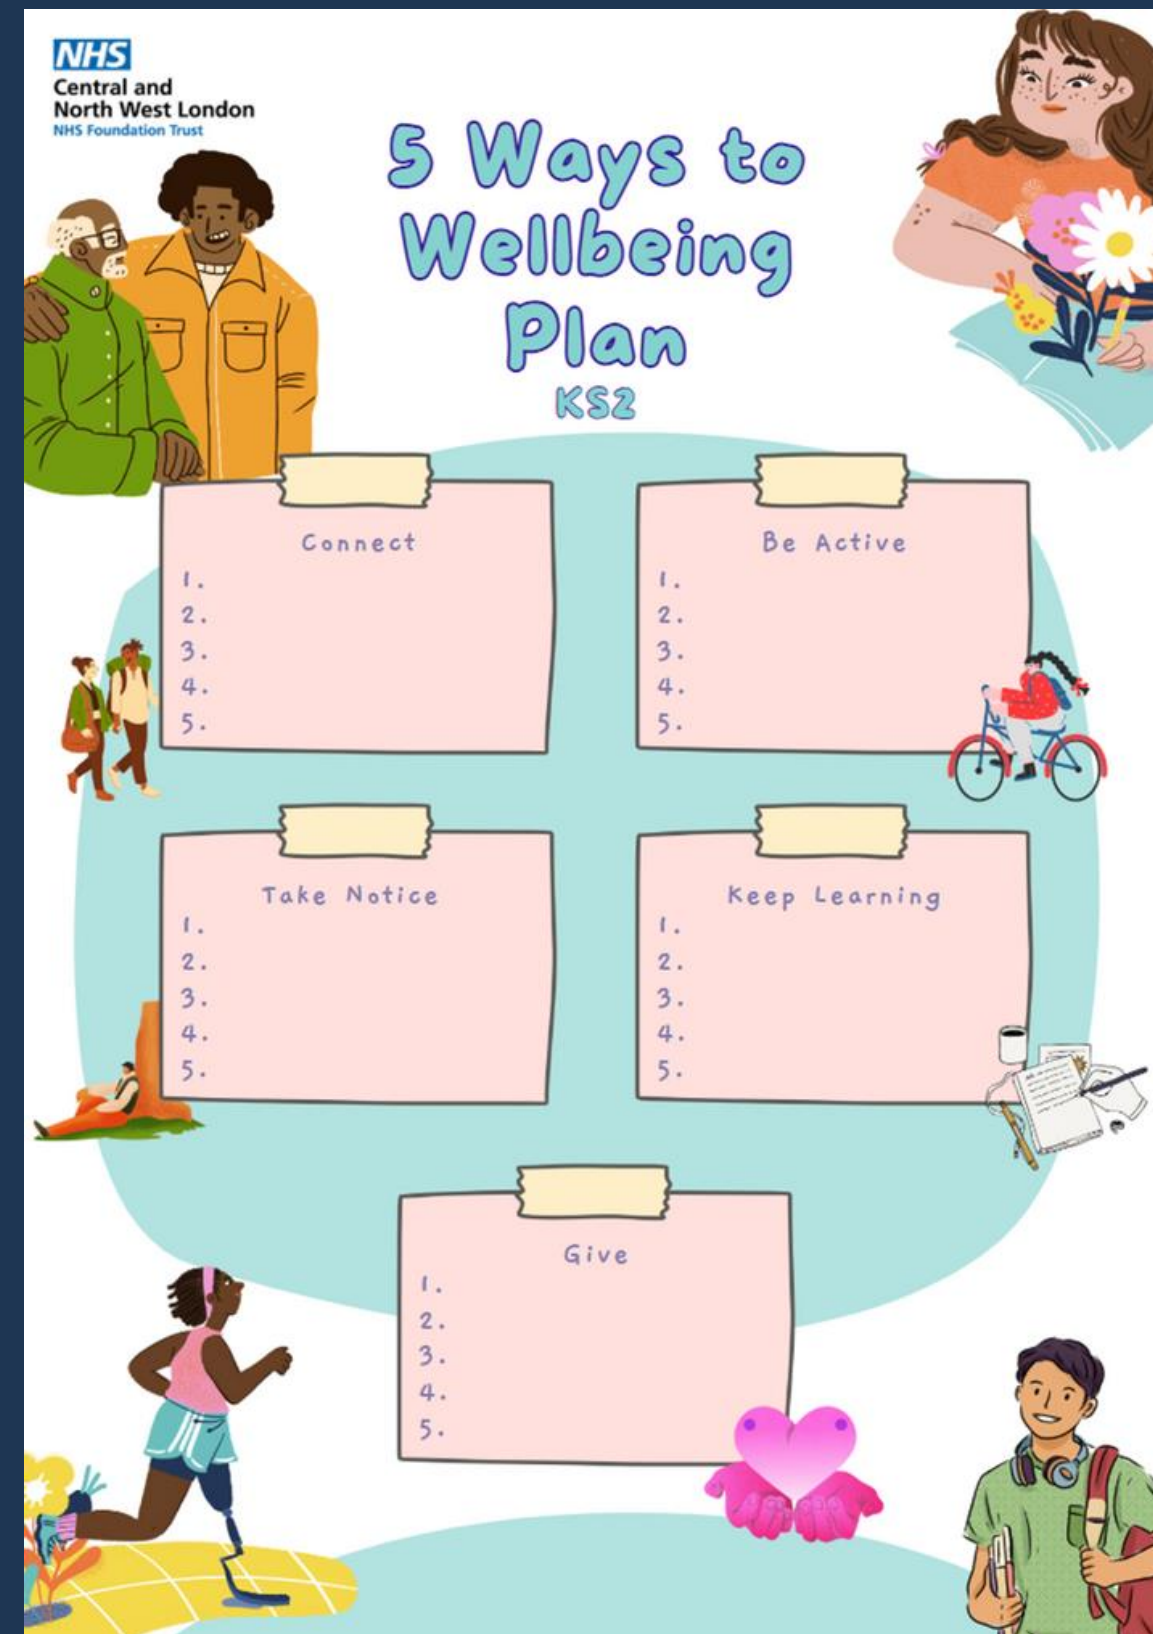 NHS
Central and
North West London
NHS Foundation Trust
5 Ways to
Wellbeing
Plan
KS2
Connect
1.
2.
3.
4.
5.
Be Active
1.
2.
3.
4.
5.
Take Notice
1.
2.
3.
4.
5.
Keep Learning
1.
2.
3.
4.
5.
Give
1.
2.
3.
4.
5.